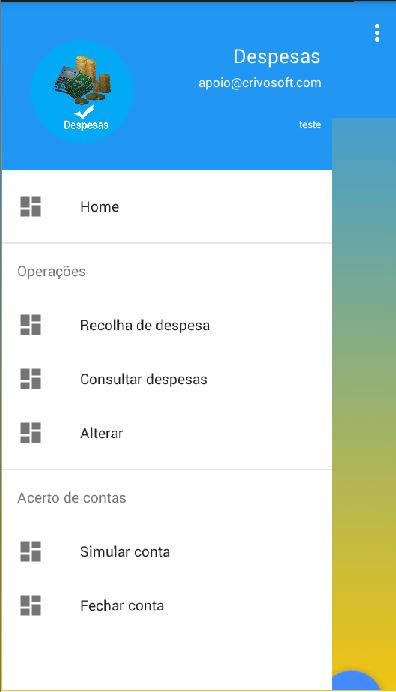 Despesas
apoio@crivosoft.com
Despesas
teste
Home
Operações
Recolha de despesa
Consultar despesas
Alterar
Acerto de contas
Simular conta
Fechar conta